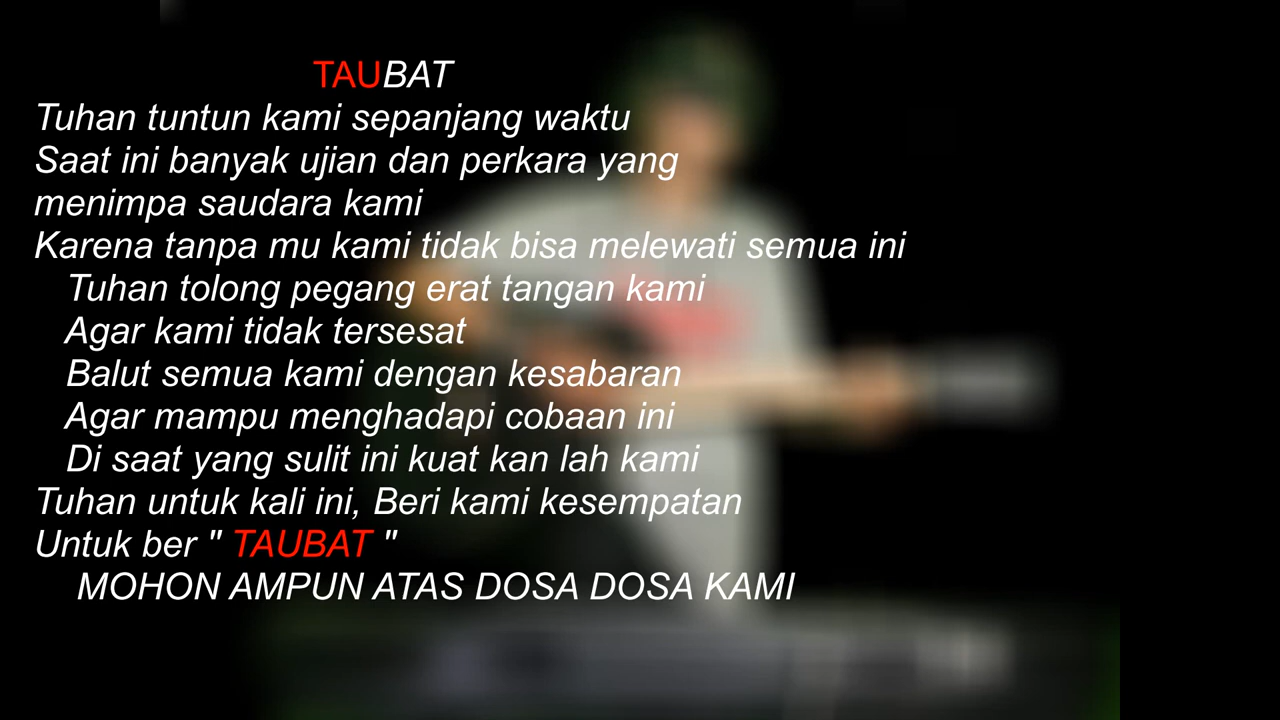 TAUBAT
Tuhan tuntun kami sepanjang waktu
Saat ini banyak ujian dan perkara yang
menimpa saudara kami
Karena tanpa mu kami tidak bisa melewati semua ini
Tuhan tolong pegang erat tangan kami
Agar kami tidak tersesat
Balut semua kami dengan kesabaran
Agar mampu menghadapi cobaan ini
Di saat yang sulit ini kuat kan lah kami
Tuhan untuk kali ini, Beri kami kesempatan
Untuk ber " TAUBAT "
MOHON AMPUN ATAS DOSA DOSA KAMI